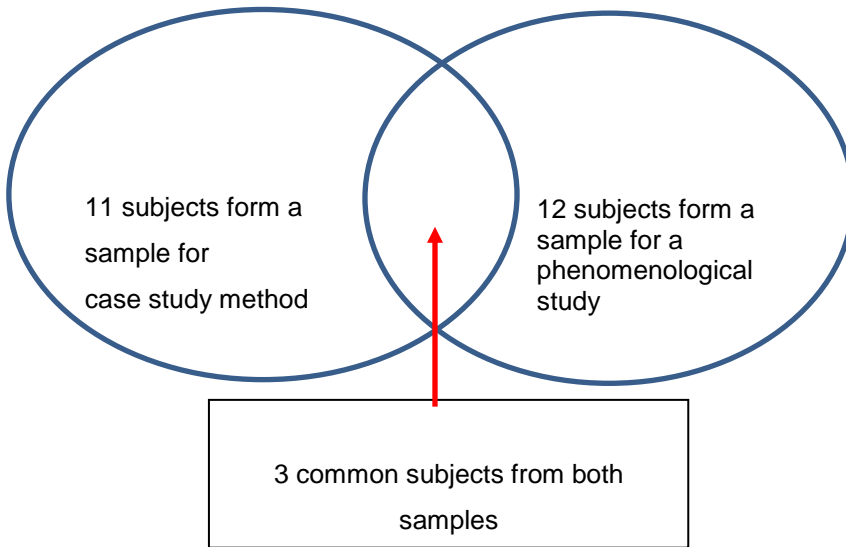 11 subjects form a
sample for
case study method
12 subjects form a
sample for a
phenomenological
study
3 common subjects from both
samples